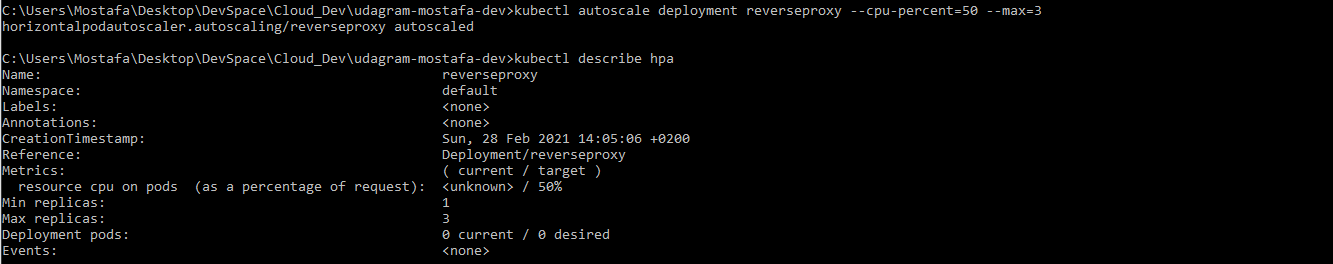 C:\Users\Mostafa\Desktop\DevSpace\Cloud_Dev\udagram-mostafa-dev>kubectl autoscale deployment reverseproxy --cpu-percent=50 --max=3
horizontalpodautoscaler.autoscaling/reverseproxy autoscaled
C:\Users\Mostafa\Desktop\DevSpace\Cloud_Dev\udagram-mostafa-dev>kubectl describe hpa
Name: reverseproxy
Namespace: default
Labels: <none>
Annotations: <none>
CreationTimestamp: Sun, 28 Feb 2021 14:05:06 +0200
Reference: Deployment/reverseproxy
Metrics: ( current / target )
  resource cpu on pods  (as a percentage of request): <unknown> / 50%
Min replicas: 1
Max replicas: 3
Deployment pods: 0 current / 0 desired
Events: <none>